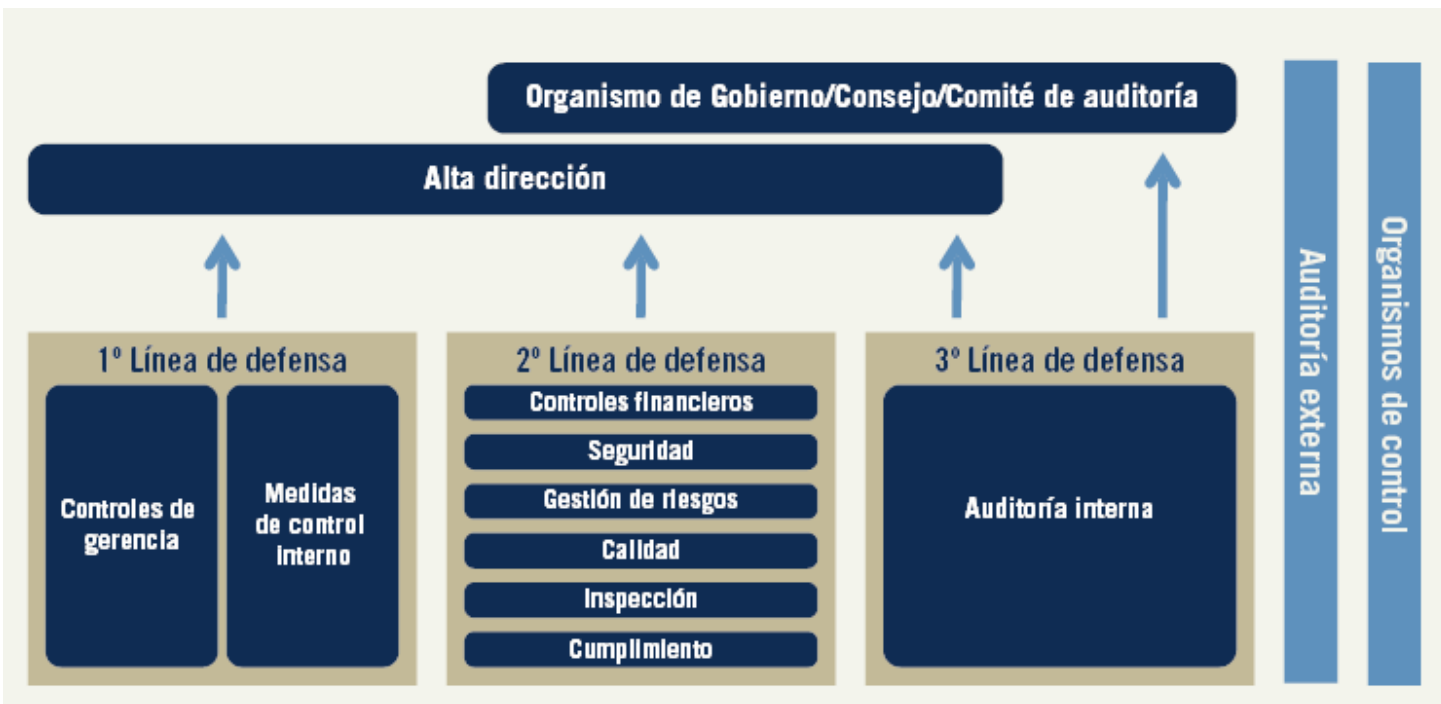 Organismo de Gobierno/Consejo/Comité de auditoría
Alta dirección
1º Línea de defensa
Controles de
gerencia
Medidas
de control
interno
2º Línea de defensa
Controles financieros
Seguridad
Gestión de riesgos
Calidad
Inspección
Cumplimiento
3º Línea de defensa
Auditoría interna
Auditoría externa
Organismos de control